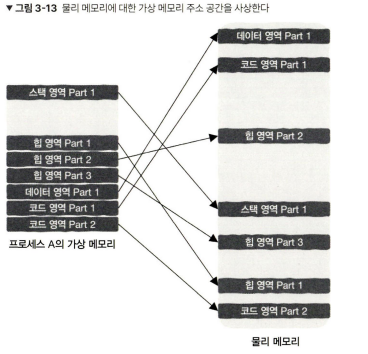 ▼ 그림 3-13 물리 메모리에 대한 가상 메모리 주소 공간을 사상한다
스택 영역 Part 1
힙 영역 Part 1
힙 영역 Part 2
힙 영역 Part 3
데이터 영역 Part 1
코드 영역 Part 1
코드 영역 Part 2
프로세스 A의 가상 메모리
데이터 영역 Part 1
코드 영역 Part 1
힙 영역 Part 2
스택 영역 Part 1
힙 영역 Part 3
힙 영역 Part 1
코드 영역 Part 2
물리 메모리